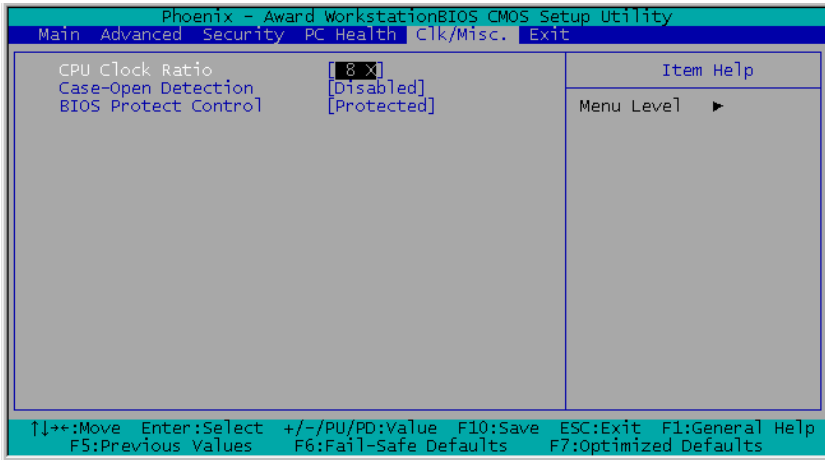 Phoenix - Award WorkstationBIOS CMOS Setup Utility
Main Advanced Security PC Health Clk/Misc. Exit
CPU Clock Ratio [ 8 X]
Case-Open Detection [Disabled]
BIOS Protect Control [Protected]
Item Help
Menu Level ►
↑↓→←:Move Enter:Select +/-/PU/PD:Value F10:Save ESC:Exit F1:General Help
F5:Previous Values F6:Fail-Safe Defaults F7:Optimized Defaults